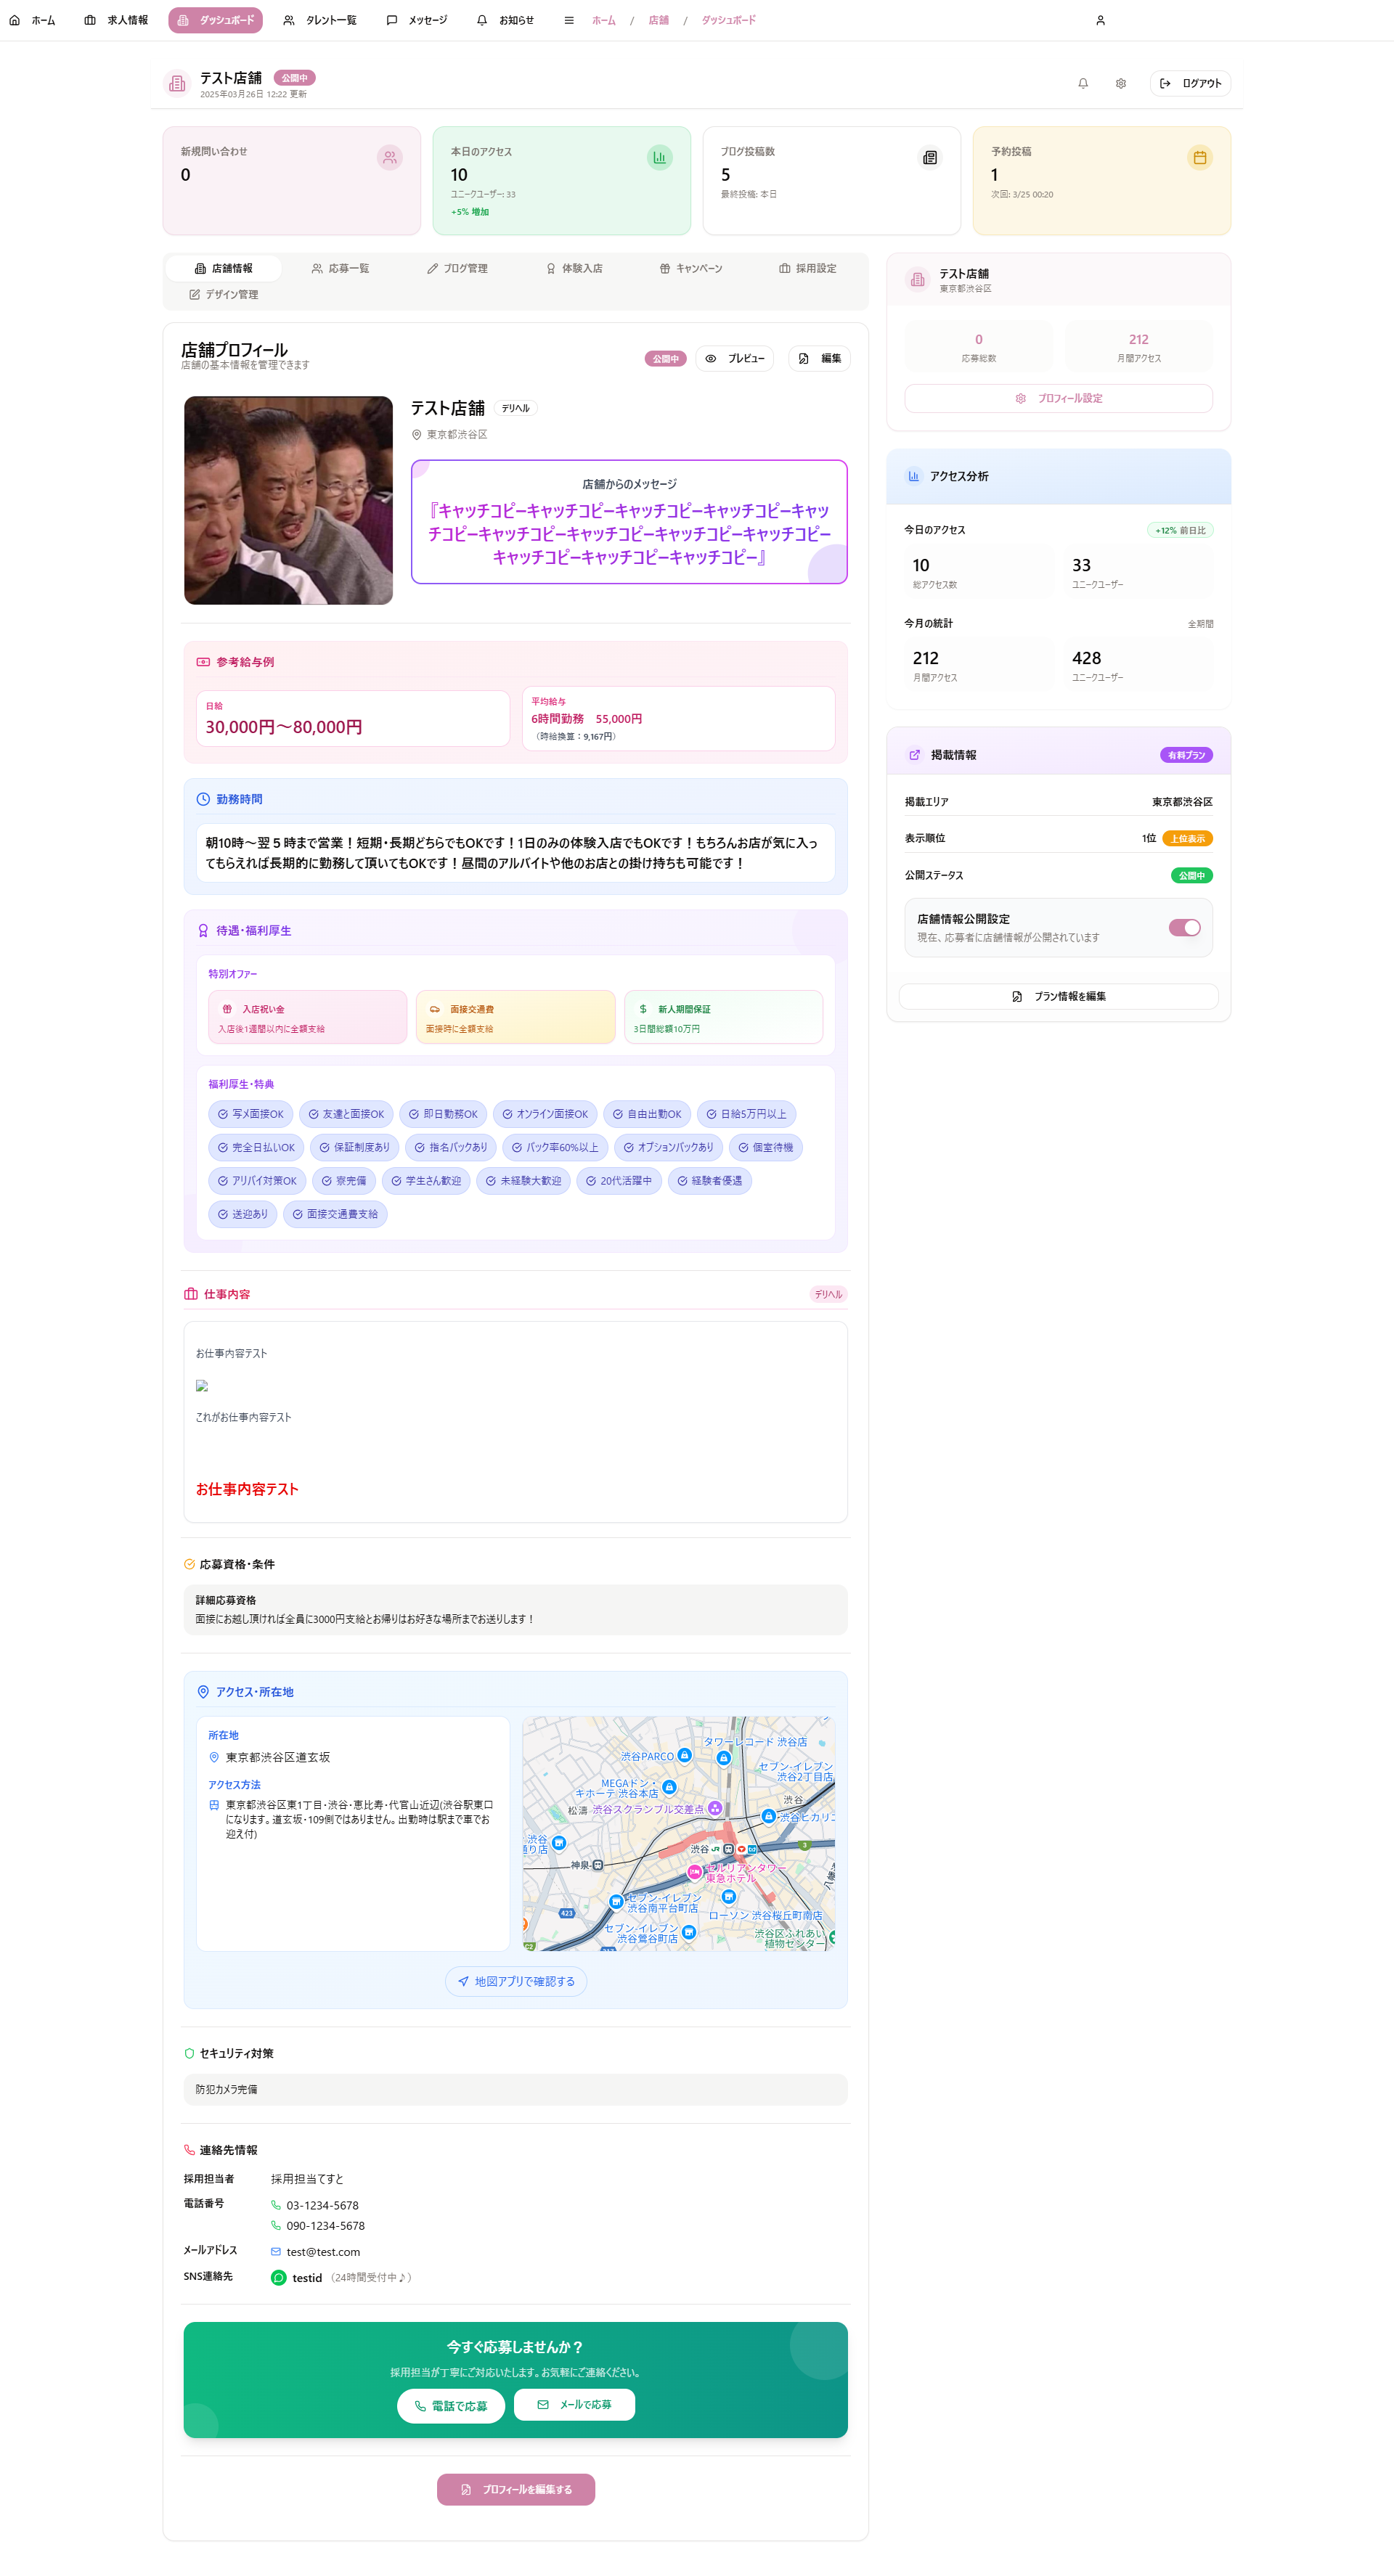 ホーム
求人情報
ダッシュボード
タレント一覧
メッセージ
お知らせ
ホーム / 店舗 / ダッシュボード
テスト店舗 公開中
2025年03月26日 12:22 更新
ログアウト
新規問い合わせ
0
本日のアクセス
10
ユニークユーザー: 33
+5% 増加
ブログ投稿数
5
最終投稿: 本日
予約投稿
1
次回: 3/25 00:20
店舗情報
応募一覧
ブログ管理
体験入店
キャンペーン
採用設定
デザイン管理
店舗プロフィール
店舗の基本情報を管理できます
公開中
プレビュー
編集
テスト店舗 デリヘル
東京都渋谷区
店舗からのメッセージ
『キャッチコピーキャッチコピーキャッチコピーキャッチコピーキャッ
チコピーキャッチコピーキャッチコピーキャッチコピーキャッチコピー
キャッチコピーキャッチコピーキャッチコピー』
参考給与例
日給
30,000円〜80,000円
平均給与
6時間勤務　55,000円
（時給換算：9,167円）
勤務時間
朝10時〜翌５時まで営業！短期・長期どちらでもOKです！1日のみの体験入店でもOKです！もちろんお店が気に入っ
てもらえれば長期的に勤務して頂いてもOKです！昼間のアルバイトや他のお店との掛け持ちも可能です！
待遇・福利厚生
特別オファー
入店祝い金
入店後1週間以内に全額支給
面接交通費
面接時に全額支給
新人期間保証
3日間総額10万円
福利厚生・特典
写メ面接OK
友達と面接OK
即日勤務OK
オンライン面接OK
自由出勤OK
日給5万円以上
完全日払いOK
保証制度あり
指名バックあり
バック率60%以上
オプションバックあり
個室待機
アリバイ対策OK
寮完備
学生さん歓迎
未経験大歓迎
20代活躍中
経験者優遇
送迎あり
面接交通費支給
仕事内容
デリヘル
お仕事内容テスト
これがお仕事内容テスト
お仕事内容テスト
応募資格・条件
詳細応募資格
面接にお越し頂ければ全員に3000円支給とお帰りはお好きな場所までお送りします！
アクセス・所在地
所在地
東京都渋谷区道玄坂
アクセス方法
東京都渋谷区東1丁目・渋谷・恵比寿・代官山近辺(渋谷駅東口
になります。道玄坂・109側ではありません。出勤時は駅まで車でお
迎え付)
タワーレコード 渋谷店
渋谷PARCO
セブン-イレブン
渋谷2丁目店
MEGAドン・
キホーテ 渋谷本店
渋谷
松濤
渋谷スクランブル交差点
渋谷ヒカリエ
渋谷
通り店
渋谷 JR
3
神泉
セルリアンタワー
東急ホテル
セブン-イレブン
渋谷南平台町店
ローソン 渋谷桜丘町南店
423
セブン-イレブン
渋谷鶯谷町店
渋谷区ふれあい
植物センター
C2
地図アプリで確認する
セキュリティ対策
防犯カメラ完備
連絡先情報
採用担当者
採用担当てすと
電話番号
03-1234-5678
090-1234-5678
メールアドレス
test@test.com
SNS連絡先
testid （24時間受付中♪）
今すぐ応募しませんか？
採用担当が丁寧にご対応いたします。お気軽にご連絡ください。
電話で応募
メールで応募
プロフィールを編集する
テスト店舗
東京都渋谷区
0
応募総数
212
月間アクセス
プロフィール設定
アクセス分析
今日のアクセス
+12% 前日比
10
総アクセス数
33
ユニークユーザー
今月の統計
全期間
212
月間アクセス
428
ユニークユーザー
掲載情報
有料プラン
掲載エリア
東京都渋谷区
表示順位
1位 上位表示
公開ステータス
公開中
店舗情報公開設定
現在、応募者に店舗情報が公開されています
プラン情報を編集